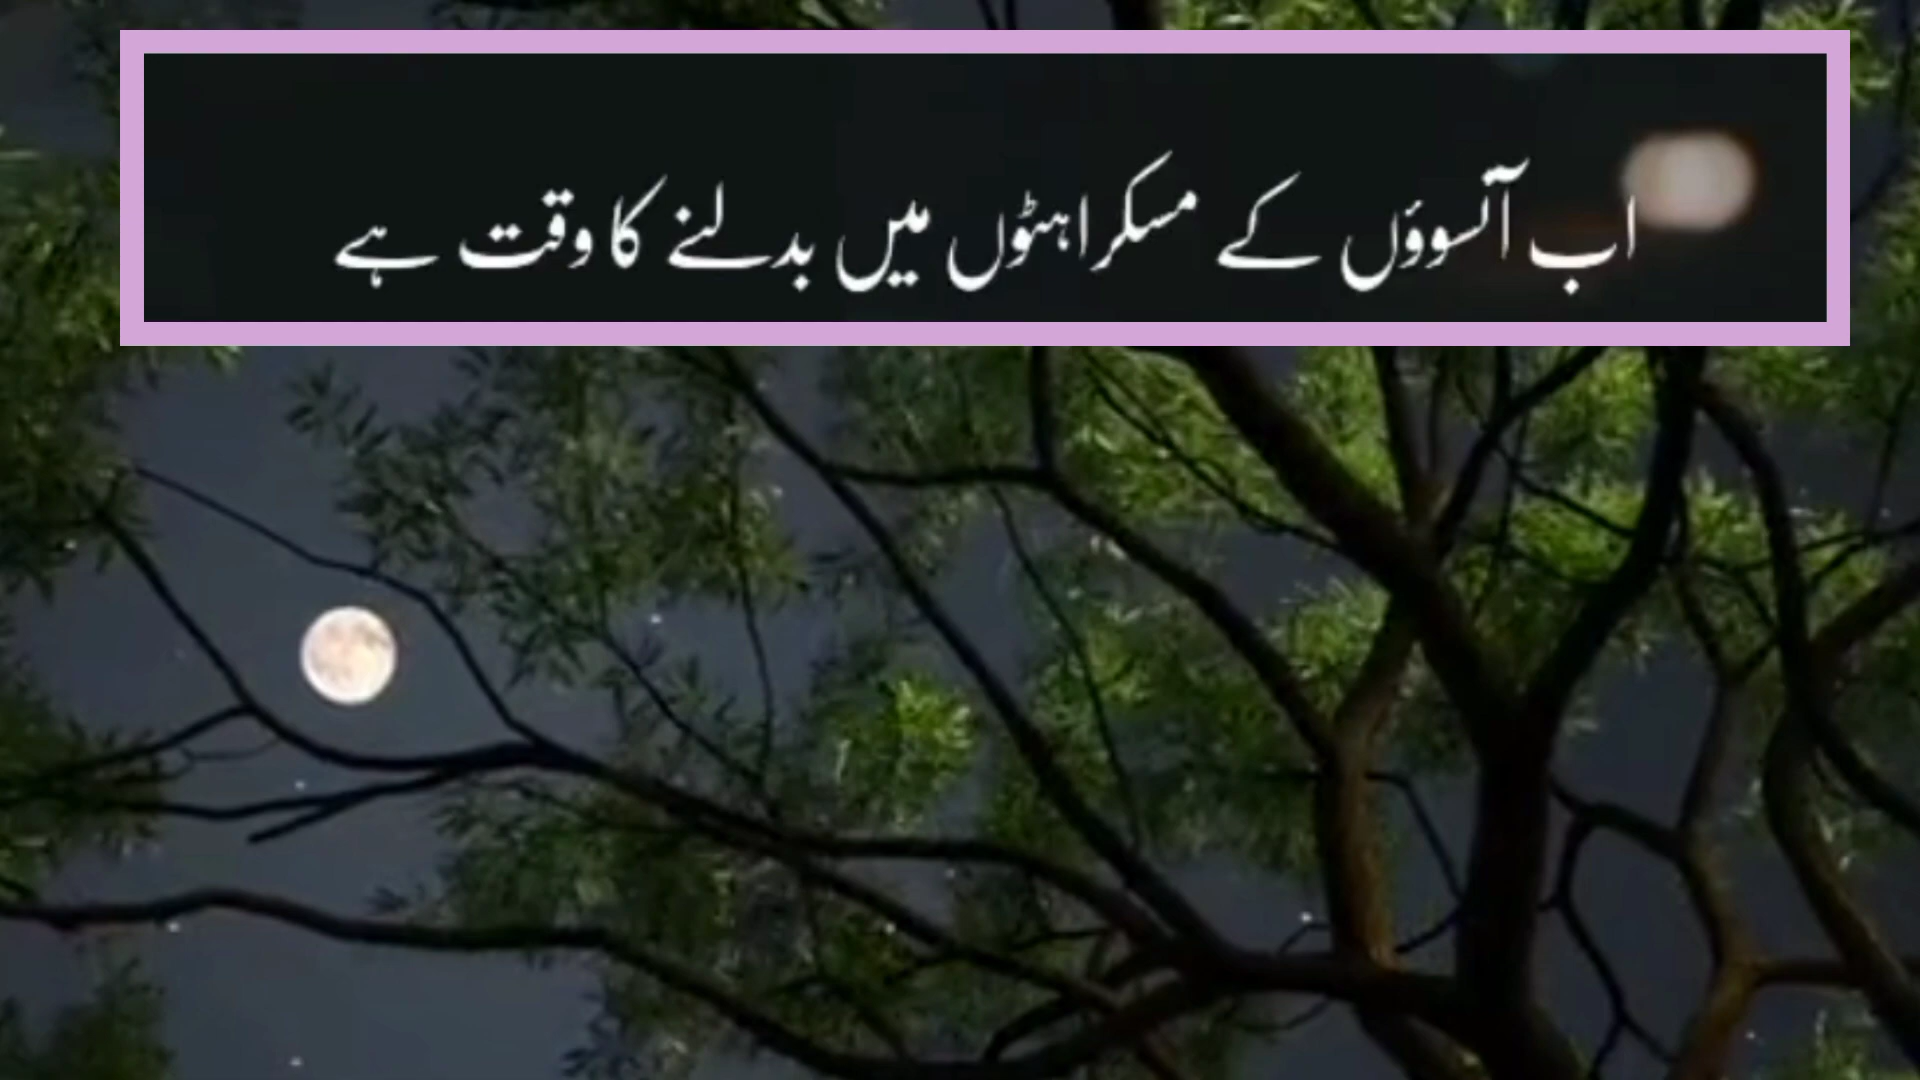 اب آنسوؤں کے مسکراہٹوں میں بدلنے کا وقت ہے